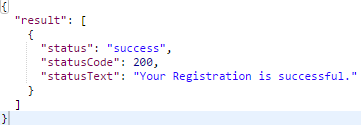 {
  "result": [
    {
      "status": "success",
      "statusCode": 200,
      "statusText": "Your Registration is successful."
    }
  ]
}